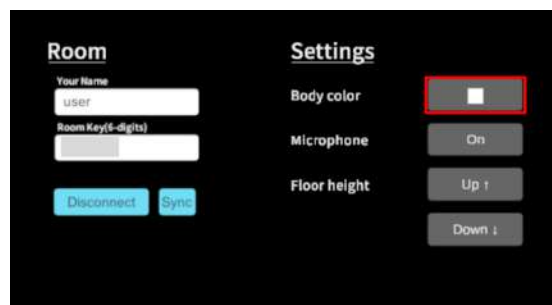 Room
Your Name
user
Room Key(6-digits)
Disconnect
Sync
Settings
Body color
Microphone
On
Floor height
Up ↑
Down ↓